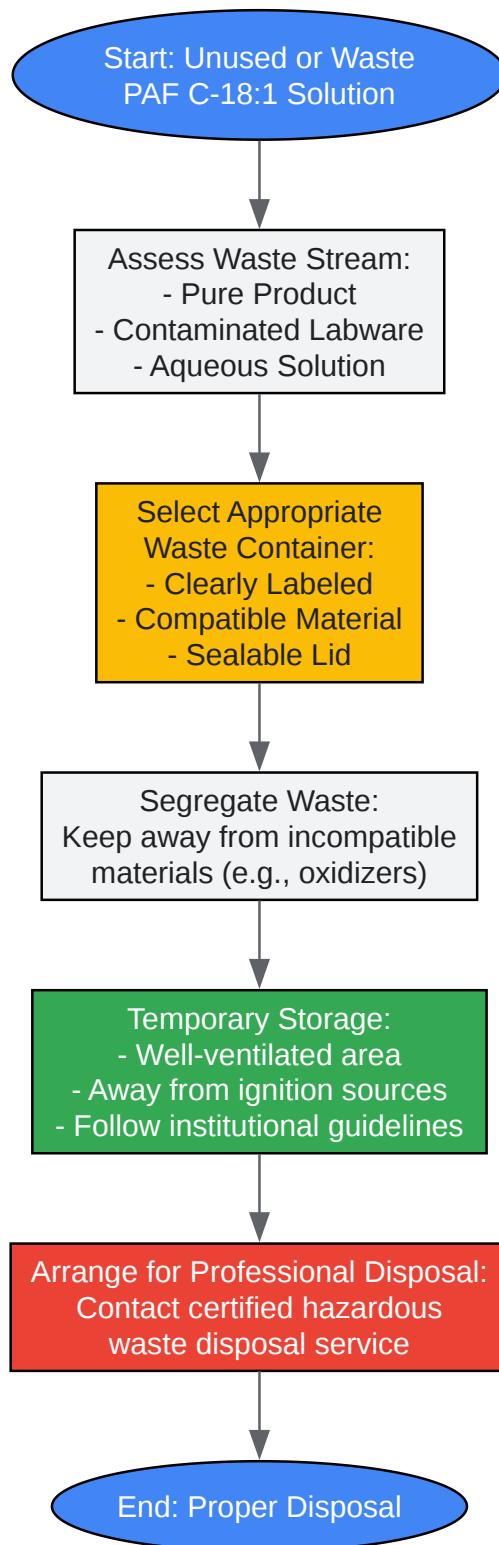 Start: Unused or Waste
PAF C-18:1 Solution
Assess Waste Stream:
- Pure Product
- Contaminated Labware
- Aqueous Solution
Select Appropriate
Waste Container:
- Clearly Labeled
- Compatible Material
- Sealable Lid
Segregate Waste:
Keep away from incompatible
materials (e.g., oxidizers)
Temporary Storage:
- Well-ventilated area
- Away from ignition sources
- Follow institutional guidelines
Arrange for Professional Disposal:
Contact certified hazardous
waste disposal service
End: Proper Disposal